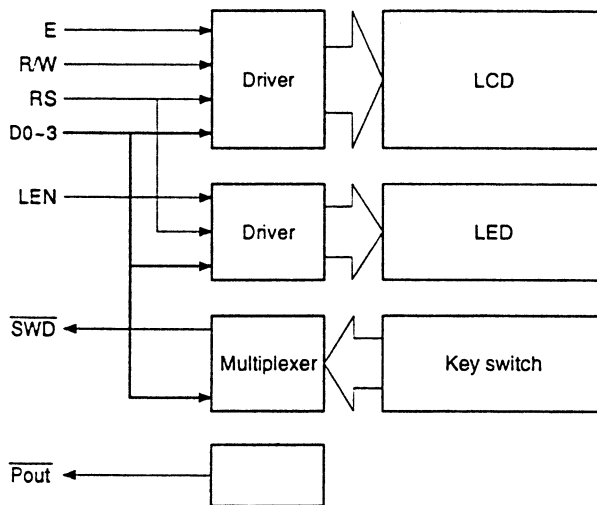 E
R/W
RS
D0~3
Driver
LCD
LEN
Driver
LED
SWD
Multiplexer
Key switch
Pout